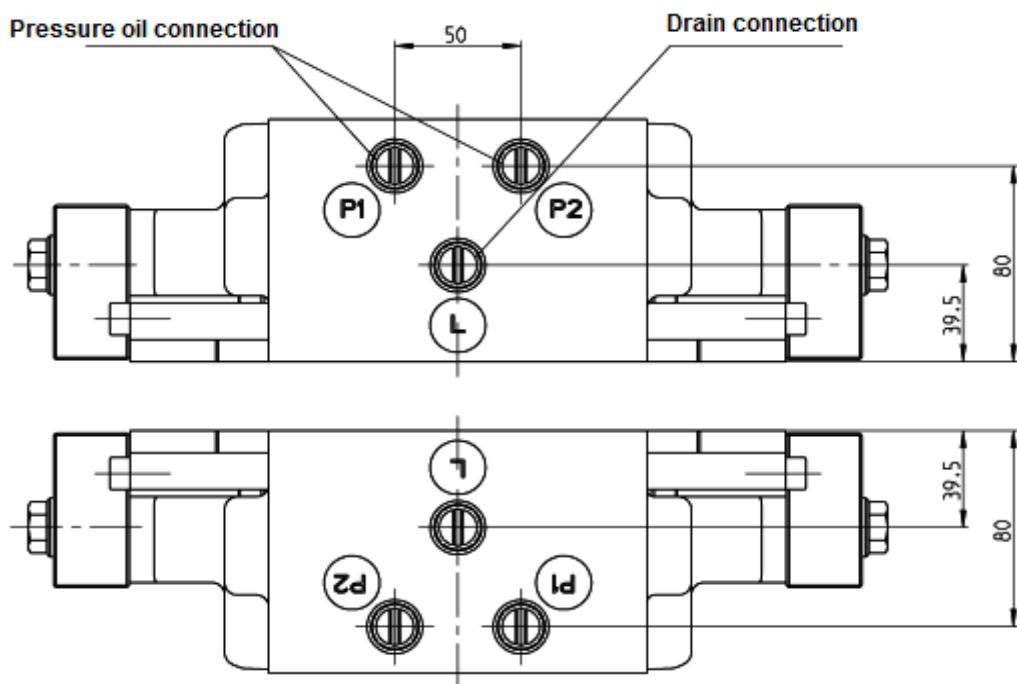 Pressure oil connection
50
Drain connection
P1
P2
L
80
39.5
L
39.5
80
P2
P1